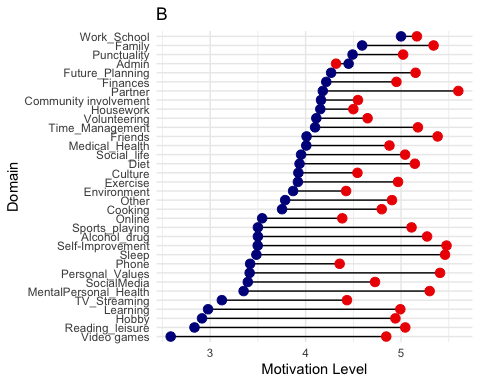 B
Work_School
Family
Punctuality
Admin
Future_Planning
Finances
Partner
Community involvement
Housework
Volunteering
Time_Management
Friends
Medical_Health
Social_life
Diet
Culture
Exercise
Environment
Other
Cooking
Online
Sports_playing
Alcohol_drug
Self-Improvement
Sleep
Phone
Personal_Values
SocialMedia
MentalPersonal_Health
TV_Streaming
Learning
Hobby
Reading_leisure
Video games
Domain
3 4 5
Motivation Level